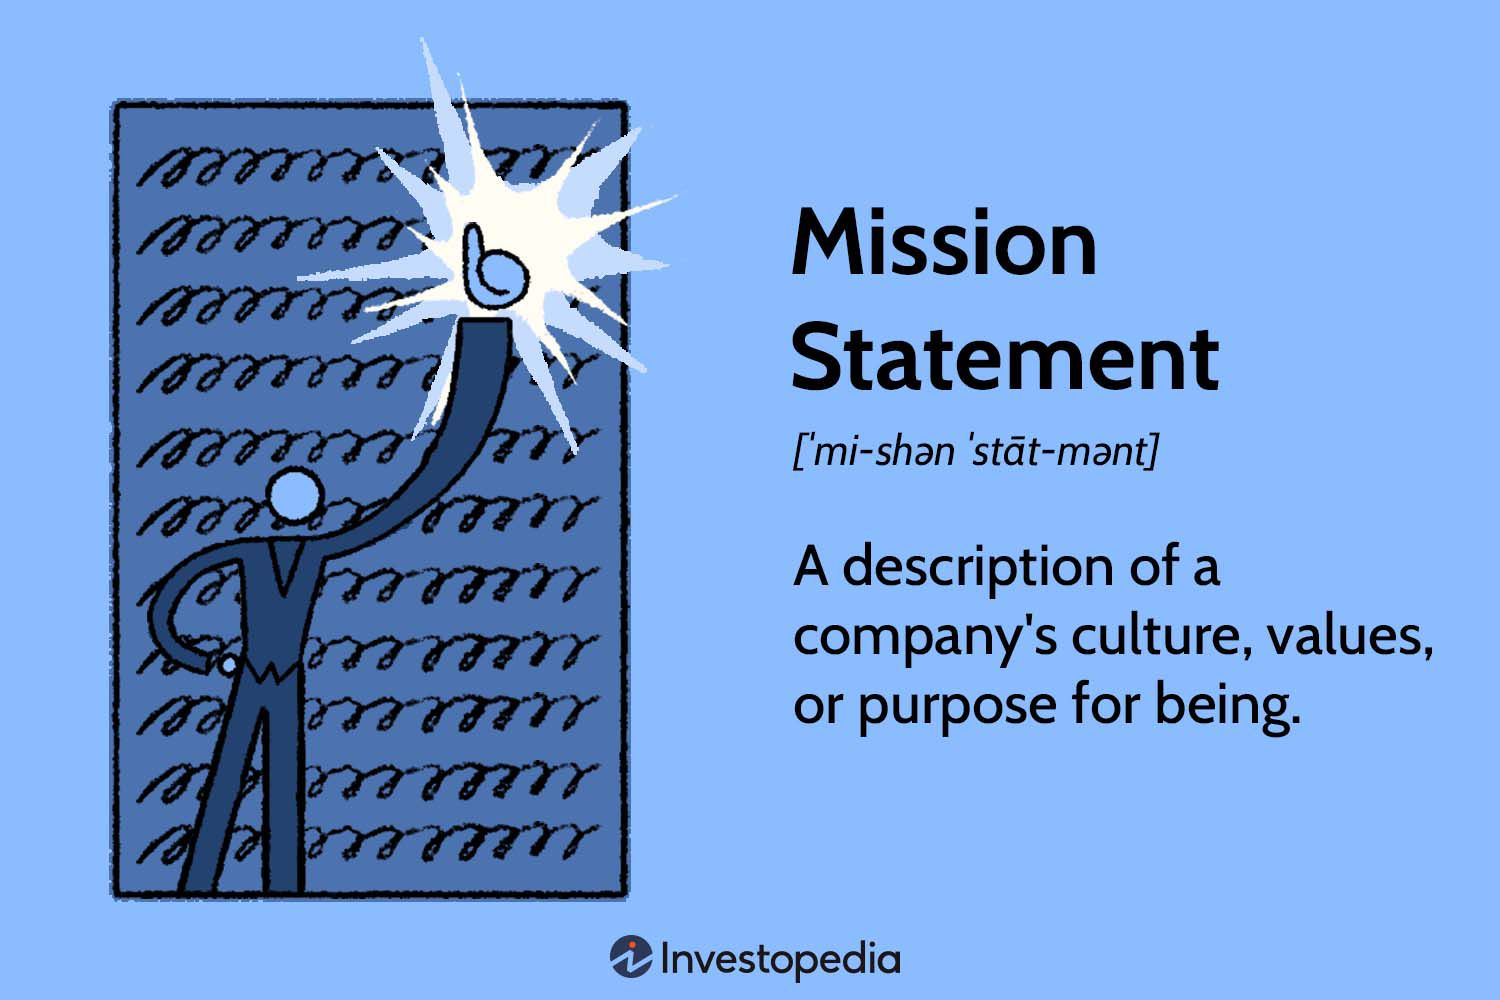 Mission
Statement
[ˈmi-shən ˈstāt-mənt]
A description of a
company's culture, values,
or purpose for being.
Investopedia